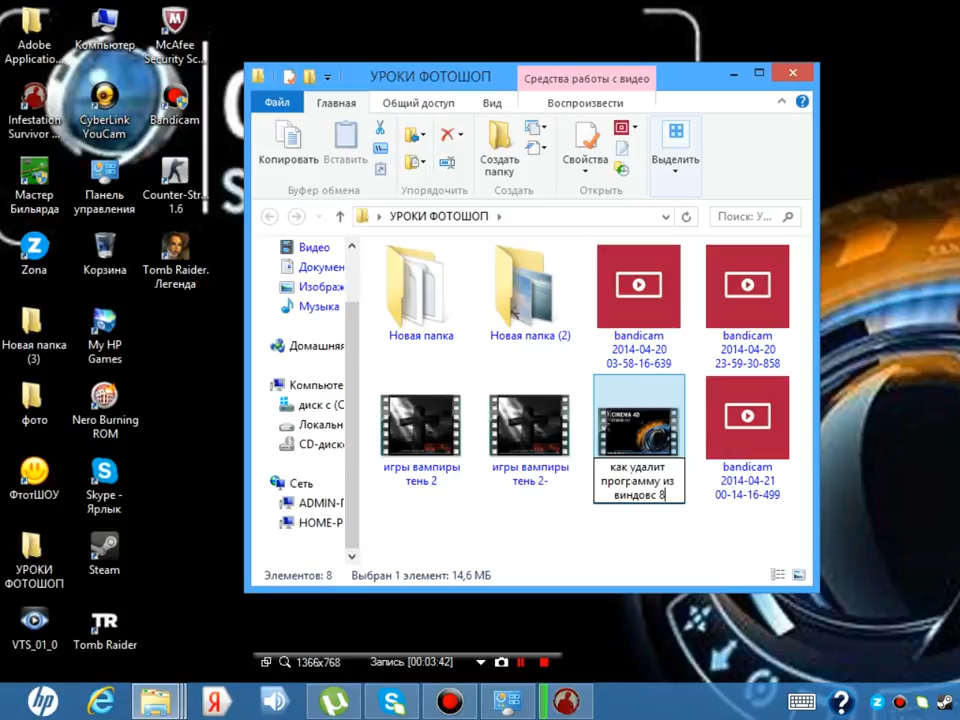 Adobe
Applicatio...
Компьютер
McAfee
Security Sc...
Infestation
Survivor ...
CyberLink
YouCam
Bandicam
Мастер
Бильярда
Панель
управления
Counter-Str...
1.6
Zona
Корзина
Tomb Raider.
Легенда
Новая папка
(3)
My HP
Games
фото
Nero Burning
ROM
ФтотШОУ
Skype -
Ярлык
УРОКИ
ФОТОШОП
Steam
VTS_01_0
Tomb Raider
УРОКИ ФОТОШОП
Средства работы с видео
Файл
Главная
Общий доступ
Вид
Воспроизвести
Копировать
Вставить
Создать
папку
Свойства
Выделить
Буфер обмена
Упорядочить
Создать
Открыть
УРОКИ ФОТОШОП
Поиск: У...
Видео
Докумен
Изображ
Музыка
Домашняя
Компьюте
диск с (C
Локальн
CD-диско
Сеть
ADMIN-П
HOME-P
Новая папка
Новая папка (2)
bandicam
2014-04-20
03-58-16-639
bandicam
2014-04-20
23-59-30-858
игры вампиры
тень 2
игры вампиры
тень 2-
CINEMA 4D
как удалит
программу из
виндовс 8
bandicam
2014-04-21
00-14-16-499
Элементов: 8
Выбран 1 элемент: 14,6 МБ
1366x768
Запись [00:03:42]